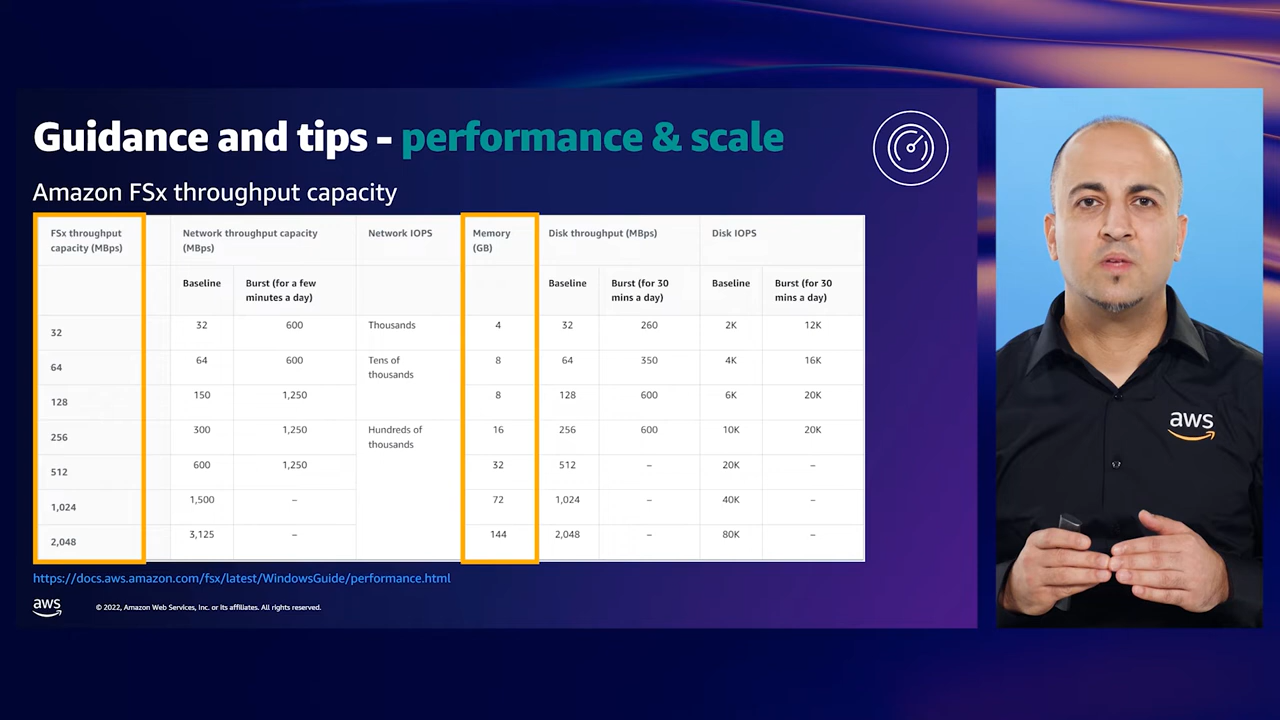 Guidance and tips - performance & scale
Amazon FSx throughput capacity
FSx throughput capacity (MBps) Network throughput capacity (MBps) Network IOPS Memory (GB) Disk throughput (MBps) Disk IOPS
Baseline Burst (for a few minutes a day) Baseline Burst (for 30 mins a day) Baseline Burst (for 30 mins a day)
32 32 600 Thousands 4 32 260 2K 12K
64 64 600 Tens of thousands 8 64 350 4K 16K
128 150 1,250 8 128 600 6K 20K
256 300 1,250 Hundreds of thousands 16 256 600 10K 20K
512 600 1,250 32 512 – 20K –
1,024 1,500 – 72 1,024 – 40K –
2,048 3,125 – 144 2,048 – 80K –
https://docs.aws.amazon.com/fsx/latest/WindowsGuide/performance.html
aws © 2022, Amazon Web Services, Inc. or its affiliates. All rights reserved.
aws